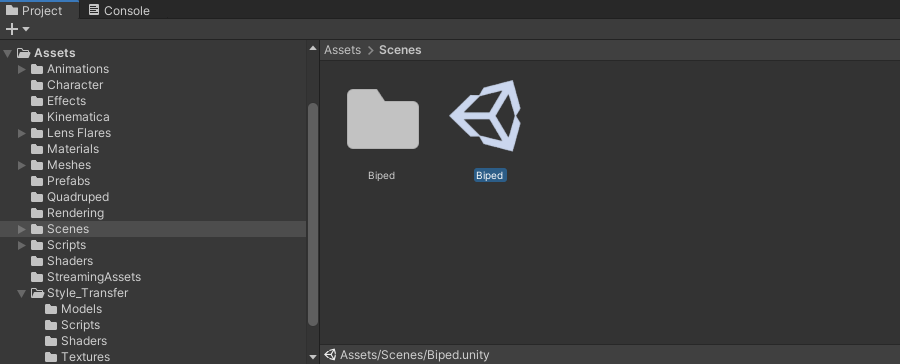 Project
Console
Assets
Animations
Character
Effects
Kinematica
Lens Flares
Materials
Meshes
Prefabs
Quadruped
Rendering
Scenes
Scripts
Shaders
StreamingAssets
Style_Transfer
Models
Scripts
Shaders
Textures
Assets > Scenes
Biped
Biped
Assets/Scenes/Biped.unity